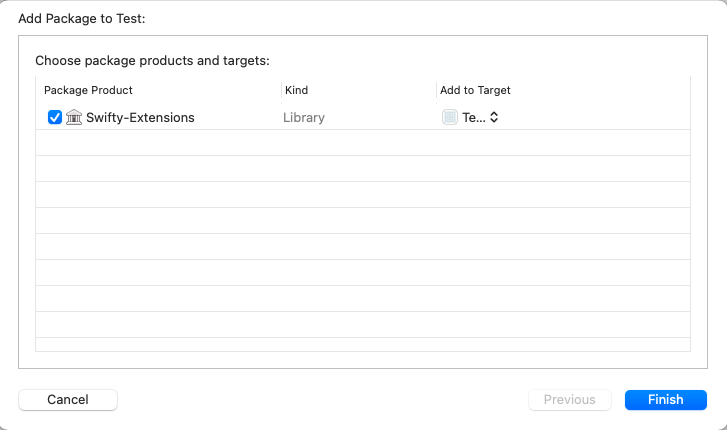 Add Package to Test:
Choose package products and targets:
Package Product Kind Add to Target
Swifty-Extensions Library Te...
Cancel Previous Finish